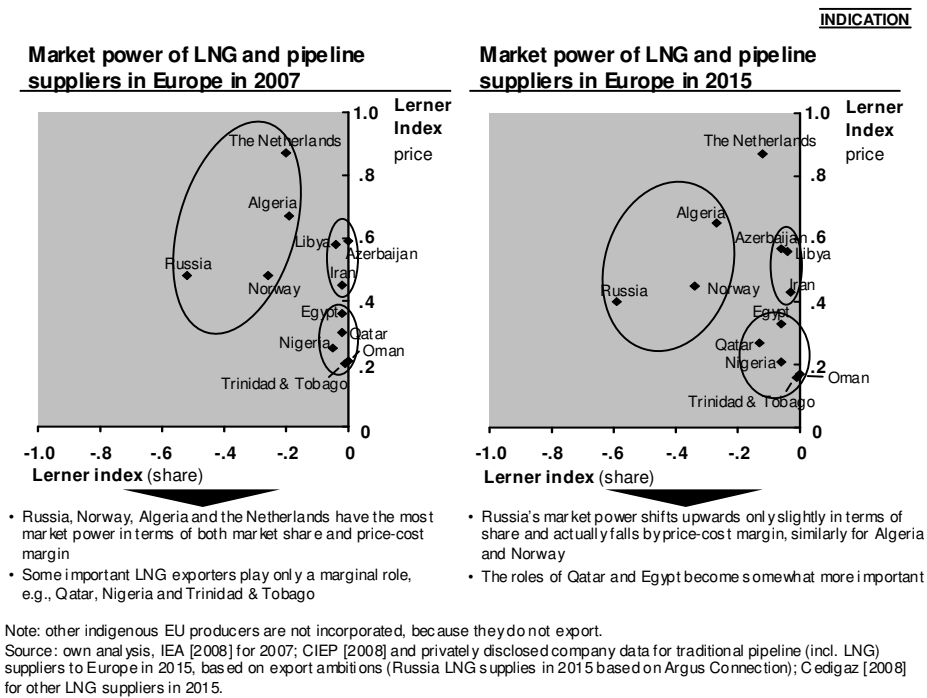 INDICATION
Market power of LNG and pipeline
suppliers in Europe in 2007
1.0
Lerner
Index
price
The Netherlands
.8
Algeria
Libya
.6
Azerbaijan
Russia
Iran
Norway
.4
Egypt
Qatar
Nigeria
Oman
.2
Trinidad & Tobago
0
-1.0
-.8
-.6
-.4
-.2
0
Lerner index (share)
• Russia, Norway, Algeria and the Netherlands have the most
market power in terms of both market share and price-cost
margin
• Some important LNG exporters play only a marginal role,
e.g., Qatar, Nigeria and Trinidad & Tobago
Market power of LNG and pipeline
suppliers in Europe in 2015
1.0
Lerner
Index
price
The Netherlands
.8
Algeria
.6
Azerbaijan
Libya
Iran
Russia
Norway
.4
Egypt
Qatar
Nigeria
.2
Oman
Trinidad & Tobago
0
-1.0
-.8
-.6
-.4
-.2
0
Lerner index (share)
• Russia's market power shifts upwards only slightly in terms of
share and actually falls by price-cost margin, similarly for Algeria
and Norway
• The roles of Qatar and Egypt become somewhat more important
Note: other indigenous EU producers are not incorporated, because they do not export.
Source: own analysis, IEA [2008] for 2007; CIEP [2008] and privately disclosed company data for traditional pipeline (incl. LNG)
suppliers to Europe in 2015, based on export ambitions (Russia LNG supplies in 2015 based on Argus Connection); Cedigaz [2008]
for other LNG suppliers in 2015.